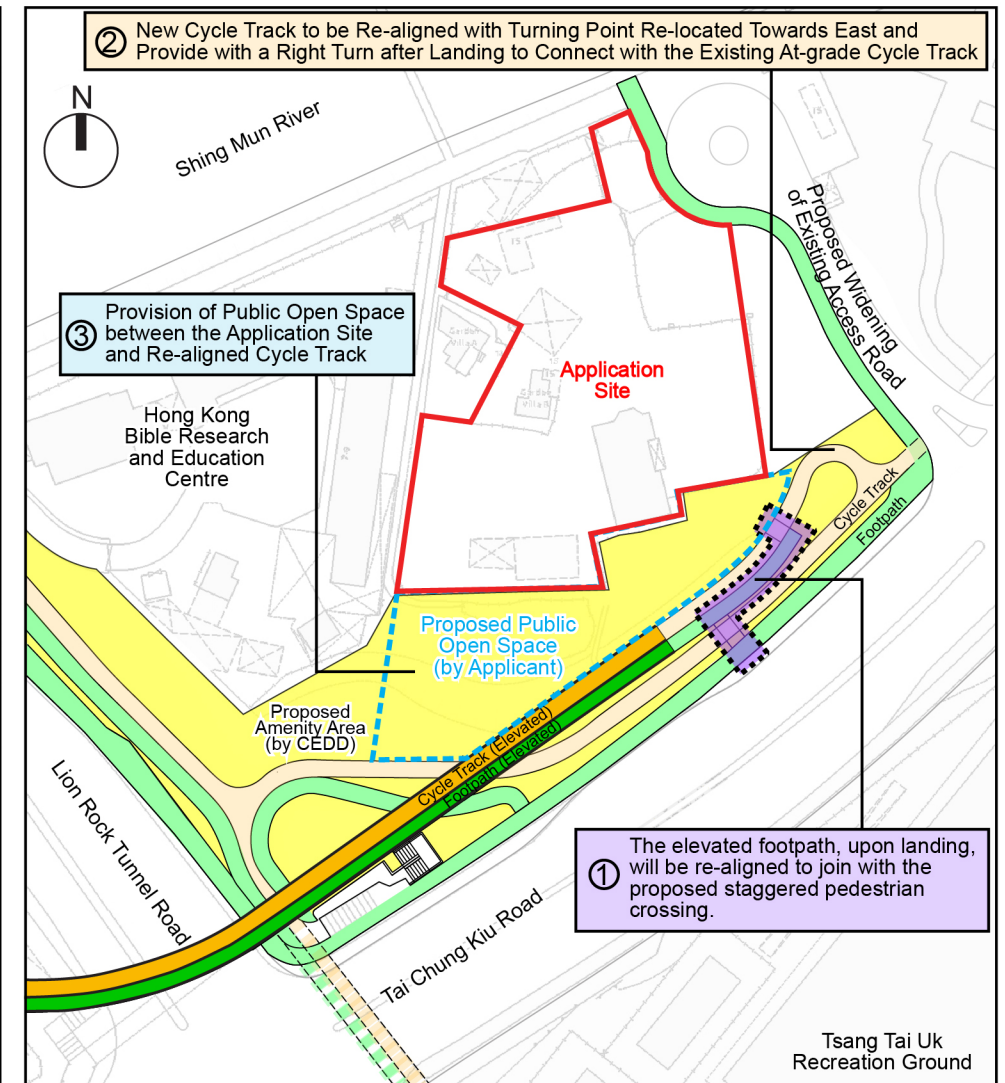 ② New Cycle Track to be Re-aligned with Turning Point Re-located Towards East and
Provide with a Right Turn after Landing to Connect with the Existing At-grade Cycle Track
N
Shing Mun River
Proposed Widening
of Existing Access Road
③ Provision of Public Open Space
between the Application Site
and Re-aligned Cycle Track
Application
Site
Hong Kong
Bible Research
and Education
Centre
Cycle Track
Footpath
Proposed Public
Open Space
(by Applicant)
Proposed
Amenity Area
(by CEDD)
Cycle Track (Elevated)
Footpath (Elevated)
Lion Rock Tunnel Road
Tai Chung Kiu Road
① The elevated footpath, upon landing,
will be re-aligned to join with the
proposed staggered pedestrian
crossing.
Tsang Tai Uk
Recreation Ground